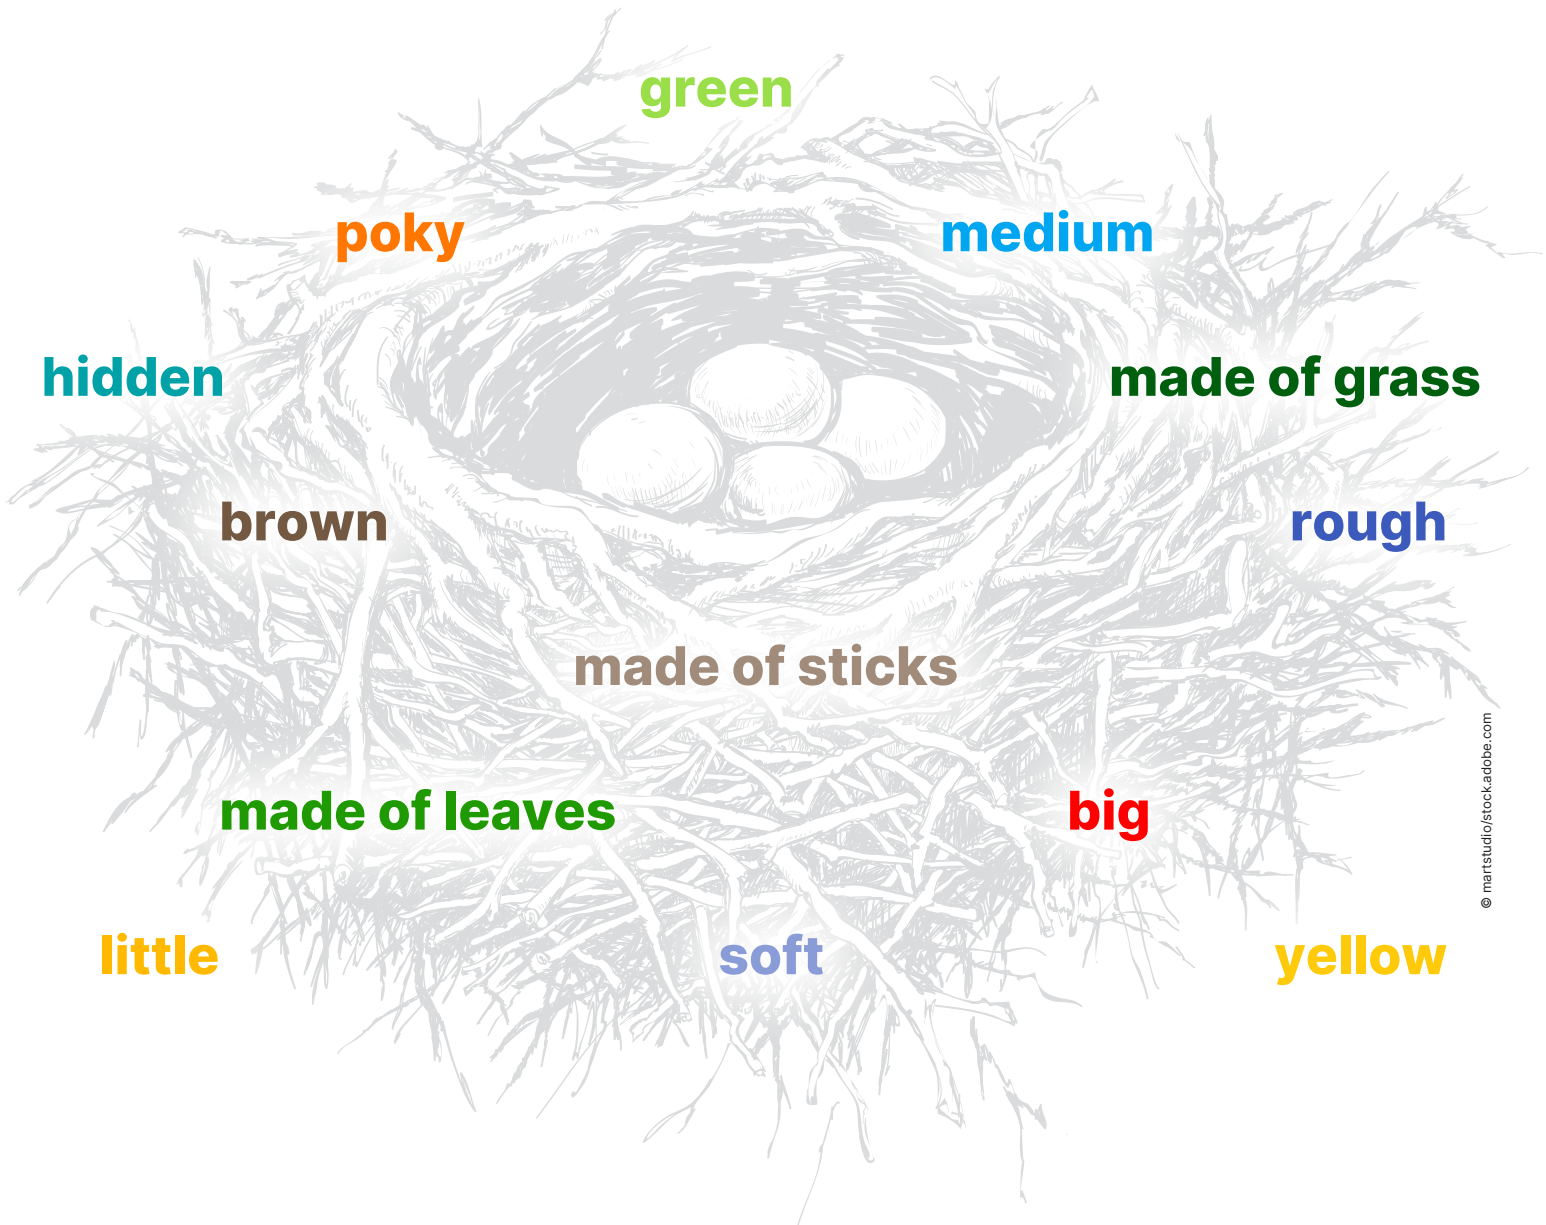 green
poky
medium
hidden
made of grass
brown
rough
made of sticks
made of leaves
big
little
soft
yellow
© martstudio/stock.adobe.com